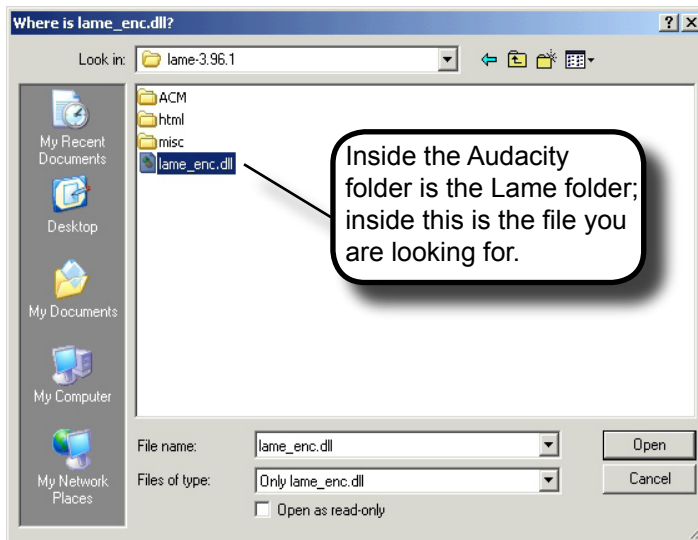 Where is lame_enc.dll?
Look in:
lame-3.96.1
My Recent
Documents
Desktop
My Documents
My Computer
My Network
Places
ACM
html
misc
lame_enc.dll
Inside the Audacity
folder is the Lame folder;
inside this is the file you
are looking for.
File name:
lame_enc.dll
Open
Files of type:
Only lame_enc.dll
Cancel
Open as read-only